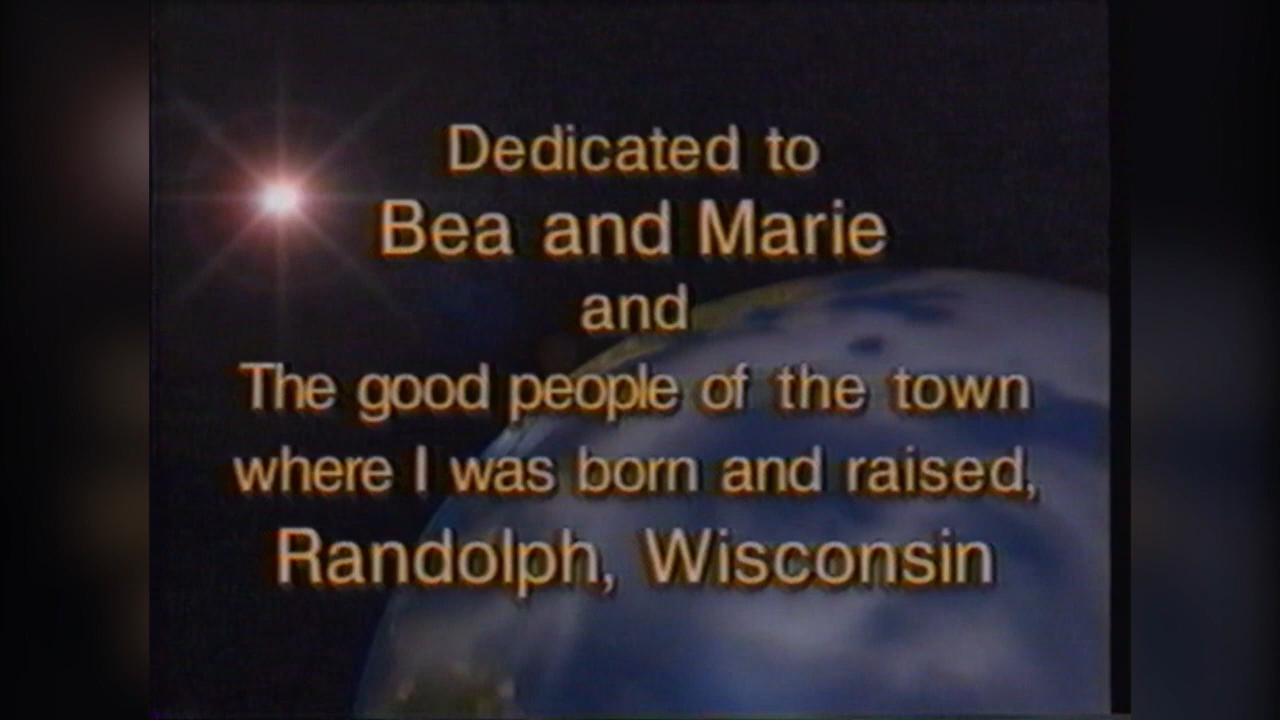 Dedicated to
Bea and Marie
and
The good people of the town
where I was born and raised,
Randolph, Wisconsin